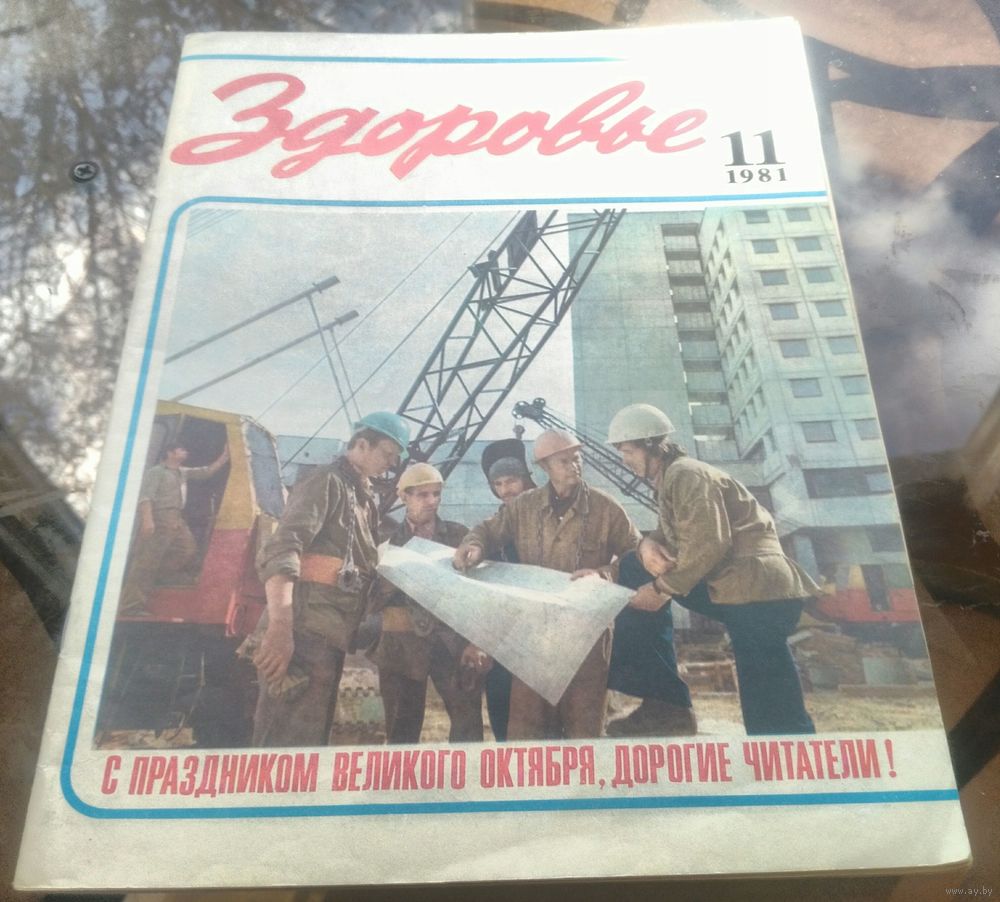 Здоровье
11
1981
С ПРАЗДНИКОМ ВЕЛИКОГО ОКТЯБРЯ, ДОРОГИЕ ЧИТАТЕЛИ!
www.ay.by